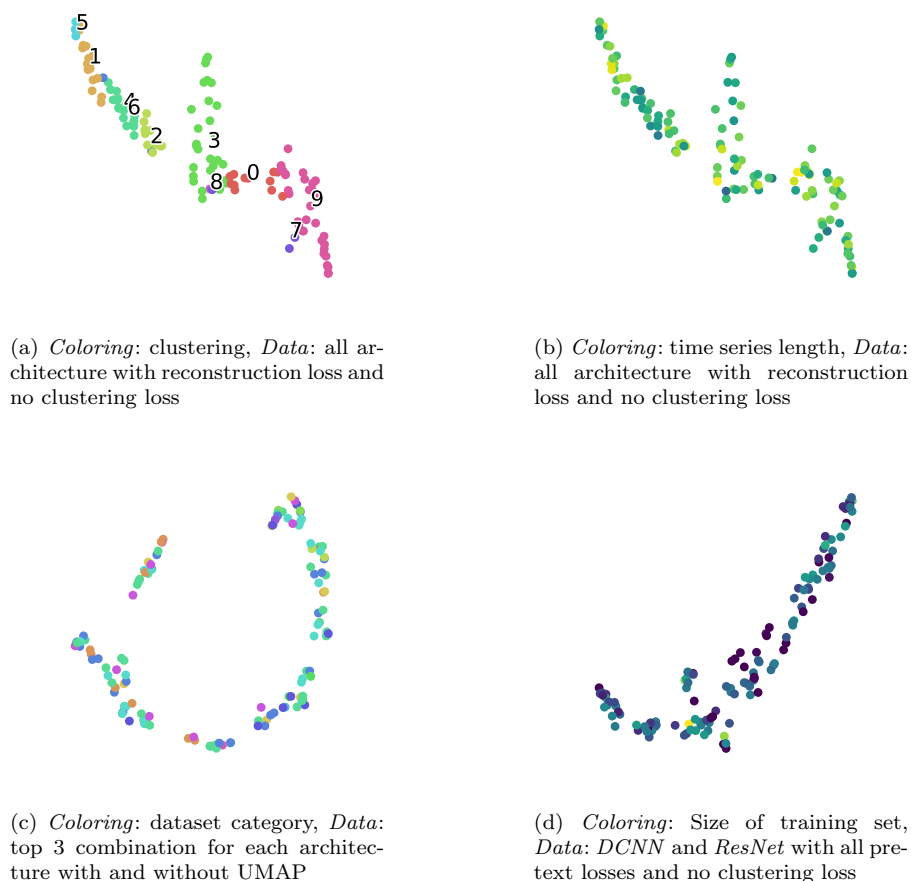 5
1
4
6
2
3
8
0
9
7
(a) Coloring: clustering, Data: all ar-
chitecture with reconstruction loss and
no clustering loss
(b) Coloring: time series length, Data:
all architecture with reconstruction
loss and no clustering loss
(c) Coloring: dataset category, Data:
top 3 combination for each architec-
ture with and without UMAP
(d) Coloring: Size of training set,
Data: DCNN and ResNet with all pre-
text losses and no clustering loss